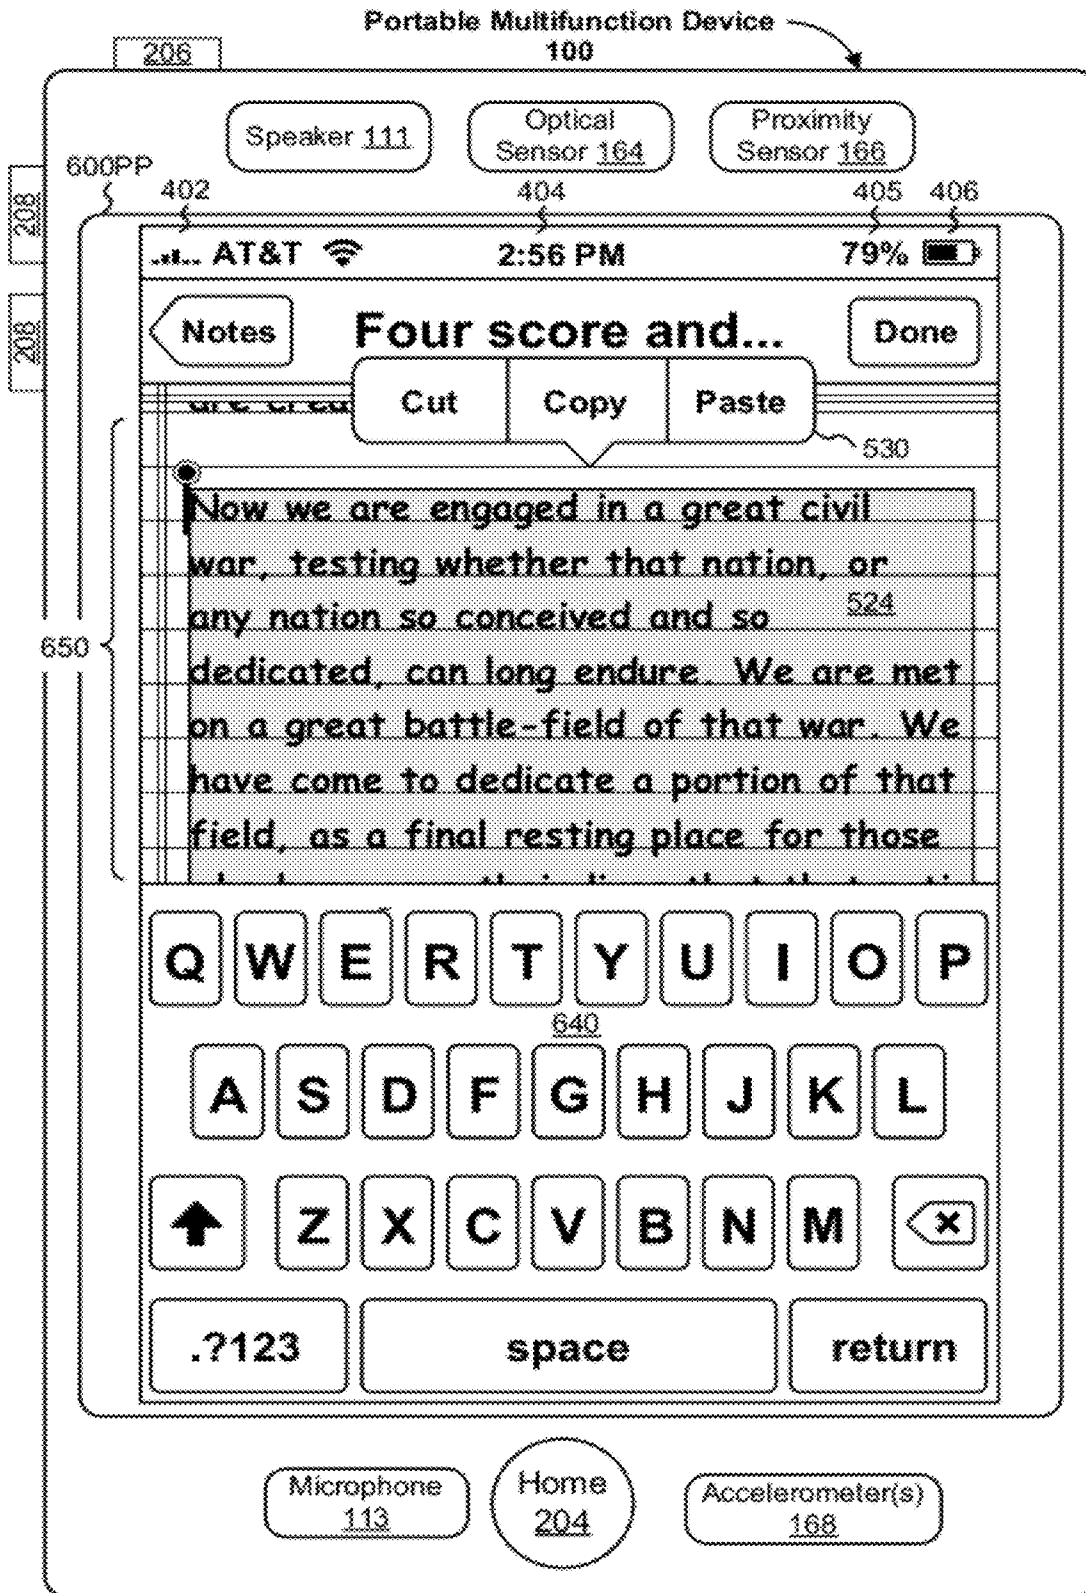 Portable Multifunction Device
100
206
Speaker 111
Optical
Sensor 164
Proximity
Sensor 166
600PP
402
404
405
406
208
AT&T
2:56 PM
79%
208
Notes
Four score and...
Done
Cut
Copy
Paste
530
Now we are engaged in a great civil
war, testing whether that nation, or
524
any nation so conceived and so
650
dedicated, can long endure. We are met
on a great battle-field of that war. We
have come to dedicate a portion of that
field, as a final resting place for those
Q W E R T Y U I O P
640
A S D F G H J K L
Z X C V B N M
.?123
space
return
Microphone
113
Home
204
Accelerometer(s)
168